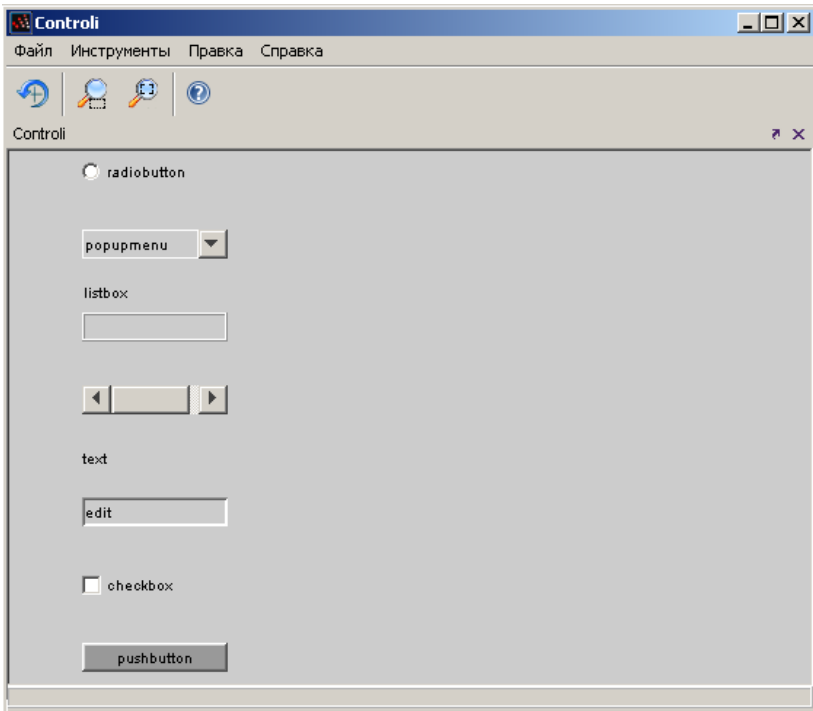 Controli
Файл Инструменты Правка Справка
Controli
radiobutton
popupmenu
listbox
text
edit
checkbox
pushbutton